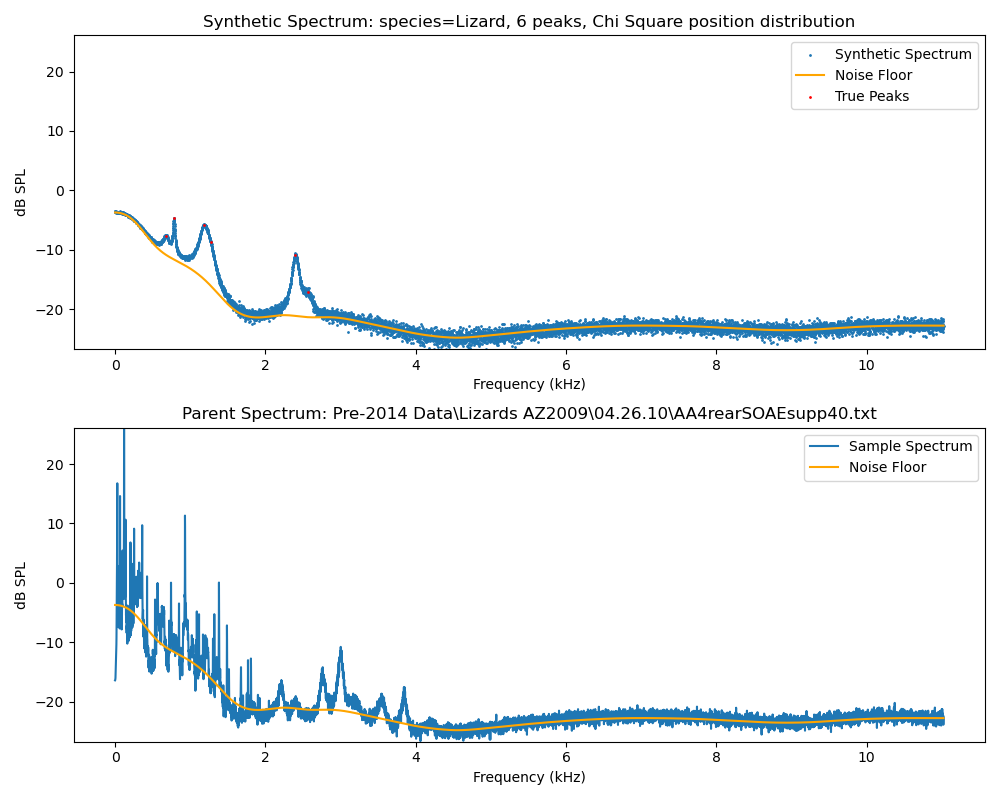 Synthetic Spectrum: species=Lizard, 6 peaks, Chi Square position distribution
20
10
0
−10
−20
dB SPL
Synthetic Spectrum
Noise Floor
True Peaks
0 2 4 6 8 10
Frequency (kHz)
Parent Spectrum: Pre-2014 Data\Lizards AZ2009\04.26.10\AA4rearSOAEsupp40.txt
20
10
0
−10
−20
dB SPL
Sample Spectrum
Noise Floor
0 2 4 6 8 10
Frequency (kHz)